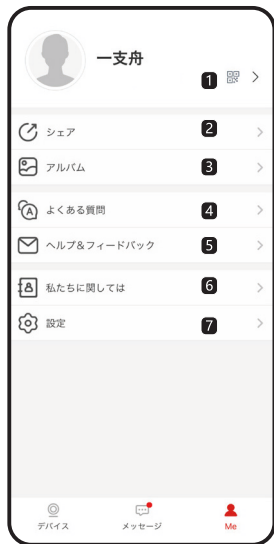 一支舟
1
シェア 2
アルバム 3
よくある質問 4
ヘルプ＆フィードバック 5
私たちに関しては 6
設定 7
デバイス メッセージ Me